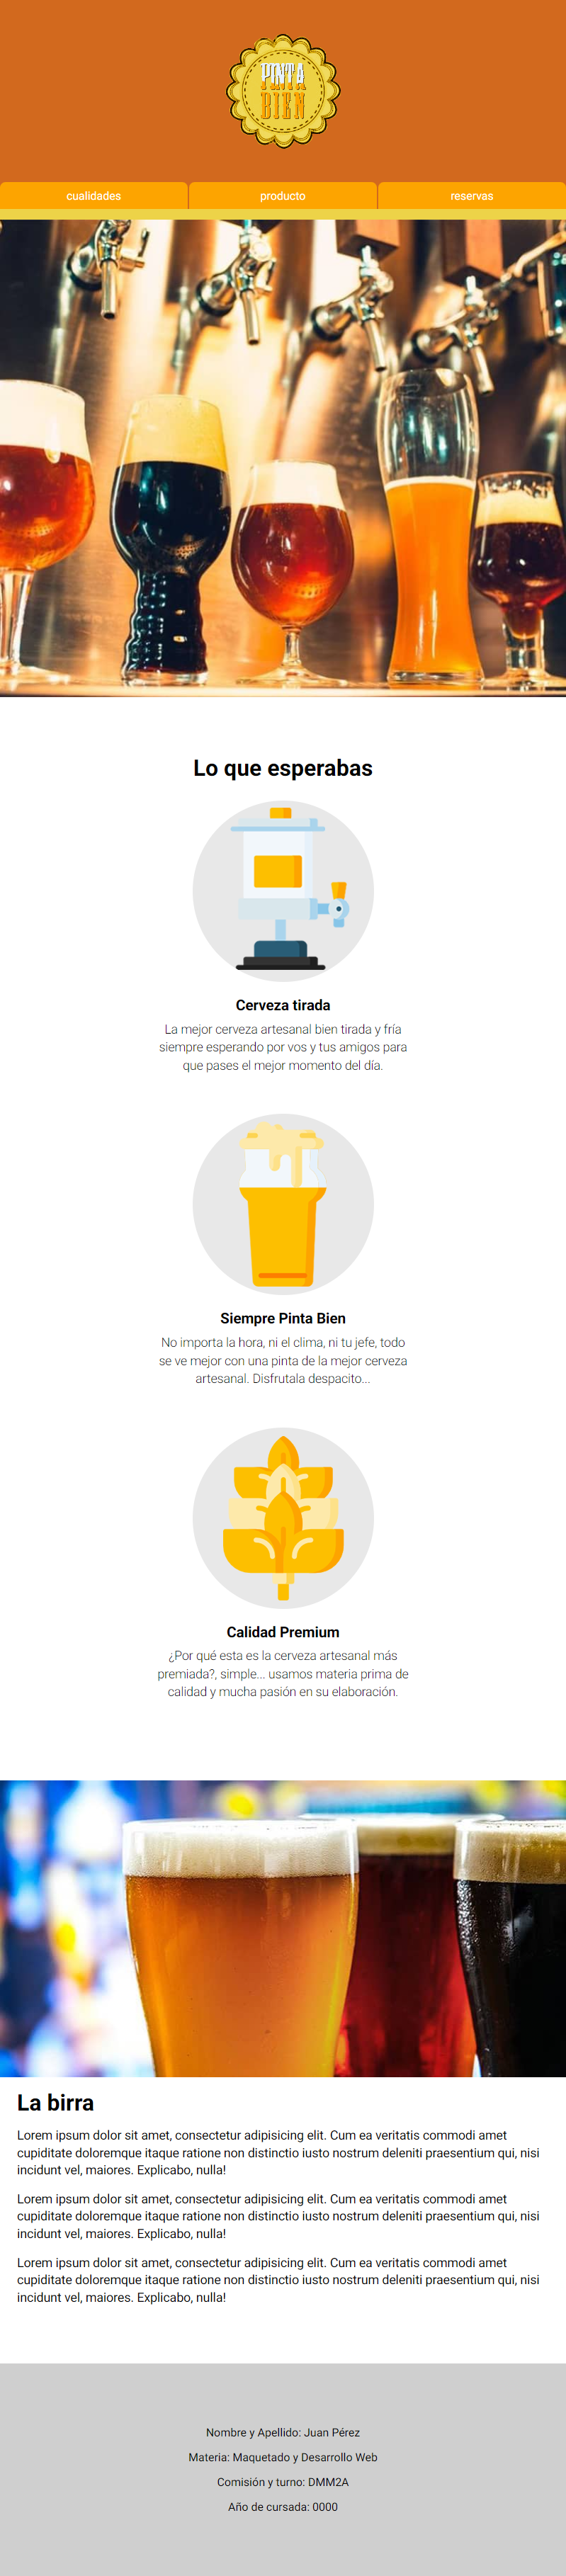 PINTA
BIEN
cualidades
producto
reservas
Lo que esperabas
Cerveza tirada
La mejor cerveza artesanal bien tirada y fría
siempre esperando por vos y tus amigos para
que pases el mejor momento del día.
Siempre Pinta Bien
No importa la hora, ni el clima, ni tu jefe, todo
se ve mejor con una pinta de la mejor cerveza
artesanal. Disfrutala despacito...
Calidad Premium
¿Por qué esta es la cerveza artesanal más
premiada?, simple... usamos materia prima de
calidad y mucha pasión en su elaboración.
La birra
Lorem ipsum dolor sit amet, consectetur adipisicing elit. Cum ea veritatis commodi amet
cupiditate doloremque itaque ratione non distinctio iusto nostrum deleniti praesentium qui, nisi
incidunt vel, maiores. Explicabo, nulla!
Lorem ipsum dolor sit amet, consectetur adipisicing elit. Cum ea veritatis commodi amet
cupiditate doloremque itaque ratione non distinctio iusto nostrum deleniti praesentium qui, nisi
incidunt vel, maiores. Explicabo, nulla!
Lorem ipsum dolor sit amet, consectetur adipisicing elit. Cum ea veritatis commodi amet
cupiditate doloremque itaque ratione non distinctio iusto nostrum deleniti praesentium qui, nisi
incidunt vel, maiores. Explicabo, nulla!
Nombre y Apellido: Juan Pérez
Materia: Maquetado y Desarrollo Web
Comisión y turno: DMM2A
Año de cursada: 0000